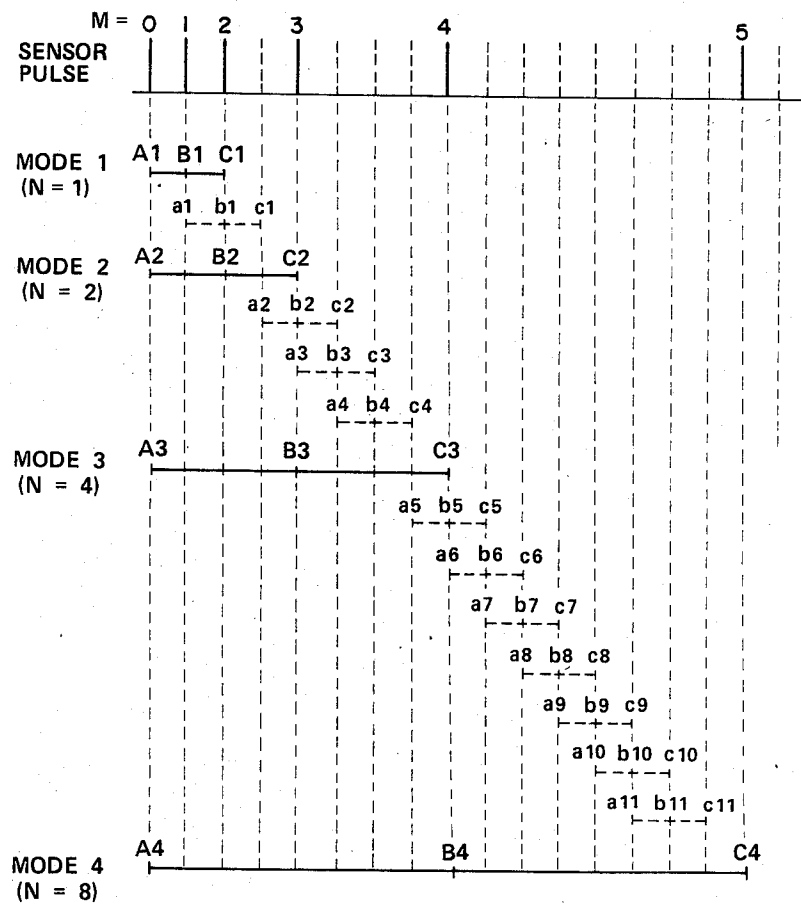 M = 0 1 2 3 4 5
SENSOR
PULSE
A1 B1 C1
MODE 1
(N = 1)
a1 b1 c1
A2 B2 C2
MODE 2
(N = 2)
a2 b2 c2
a3 b3 c3
a4 b4 c4
A3 B3 C3
MODE 3
(N = 4)
a5 b5 c5
a6 b6 c6
a7 b7 c7
a8 b8 c8
a9 b9 c9
a10 b10 c10
a11 b11 c11
A4 B4 C4
MODE 4
(N = 8)